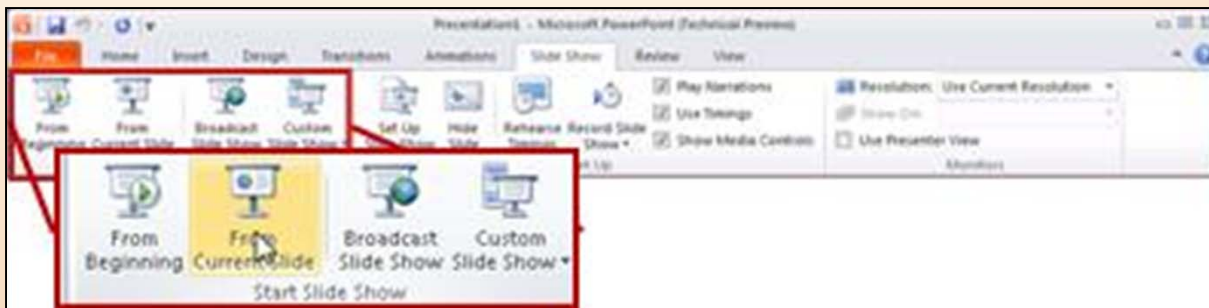 Presentation1 - Microsoft PowerPoint (Technical Preview)
File Home Insert Design Transitions Animations Slide Show Review View
From Beginning
From Current Slide
Broadcast Slide Show
Custom Slide Show
Set Up Slide Show
Hide Slide
Rehearse Timings
Record Slide Show
Play Narrations
Use Timings
Show Media Controls
Resolution: Use Current Resolution
Show On:
Use Presenter View
Set Up
Monitors
From Beginning
From Current Slide
Broadcast Slide Show
Custom Slide Show
Start Slide Show